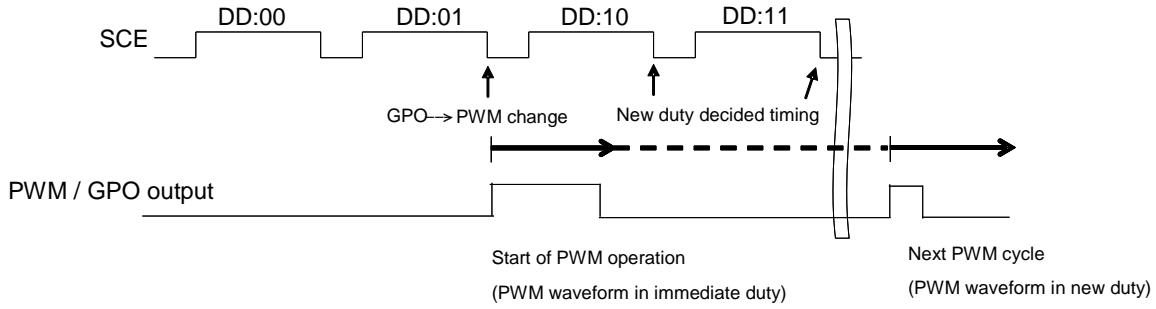 DD:00 DD:01 DD:10 DD:11
SCE
GPO--→ PWM change New duty decided timing
PWM / GPO output
Start of PWM operation
(PWM waveform in immediate duty)
Next PWM cycle
(PWM waveform in new duty)